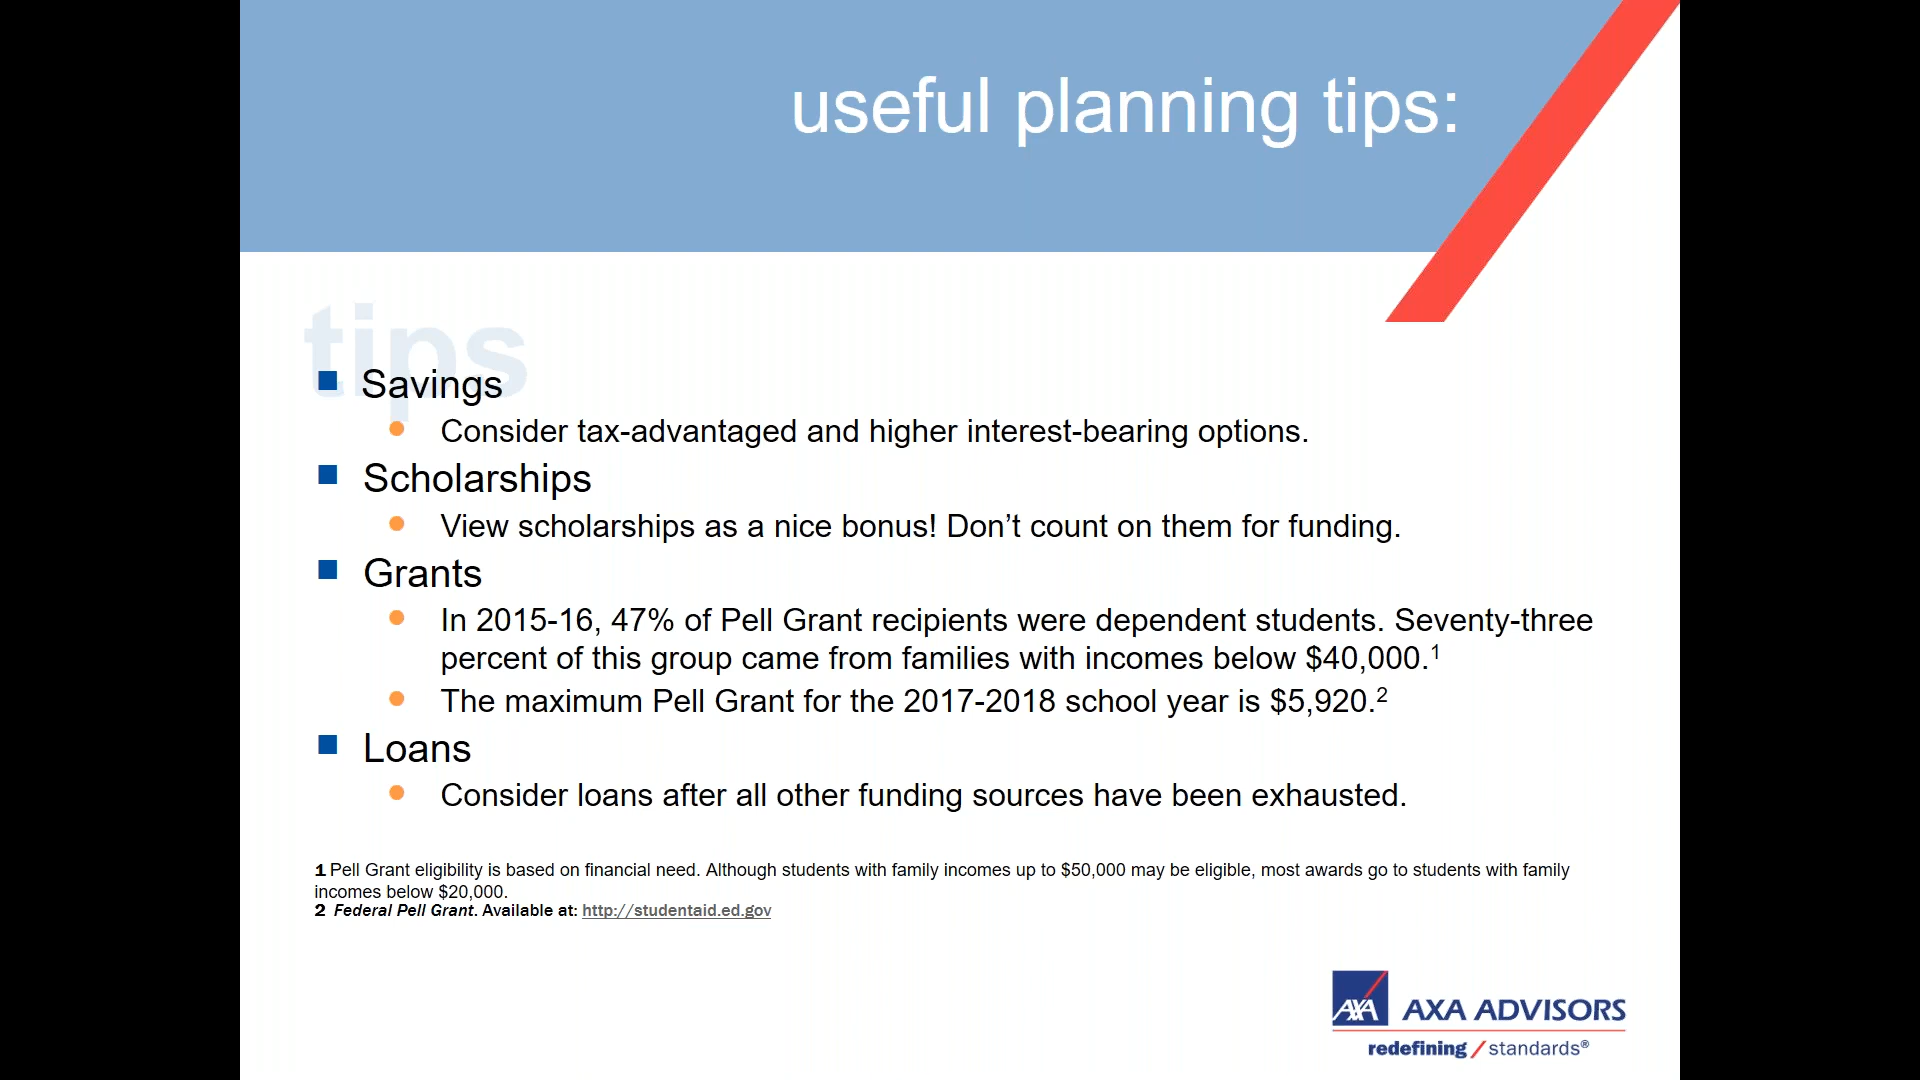 useful planning tips:
tips
Savings
Consider tax-advantaged and higher interest-bearing options.
Scholarships
View scholarships as a nice bonus! Don’t count on them for funding.
Grants
In 2015-16, 47% of Pell Grant recipients were dependent students. Seventy-three
percent of this group came from families with incomes below $40,000.1
The maximum Pell Grant for the 2017-2018 school year is $5,920.2
Loans
Consider loans after all other funding sources have been exhausted.
1 Pell Grant eligibility is based on financial need. Although students with family incomes up to $50,000 may be eligible, most awards go to students with family
incomes below $20,000.
2 Federal Pell Grant. Available at: http://studentaid.ed.gov
AXA AXA ADVISORS
redefining / standards®